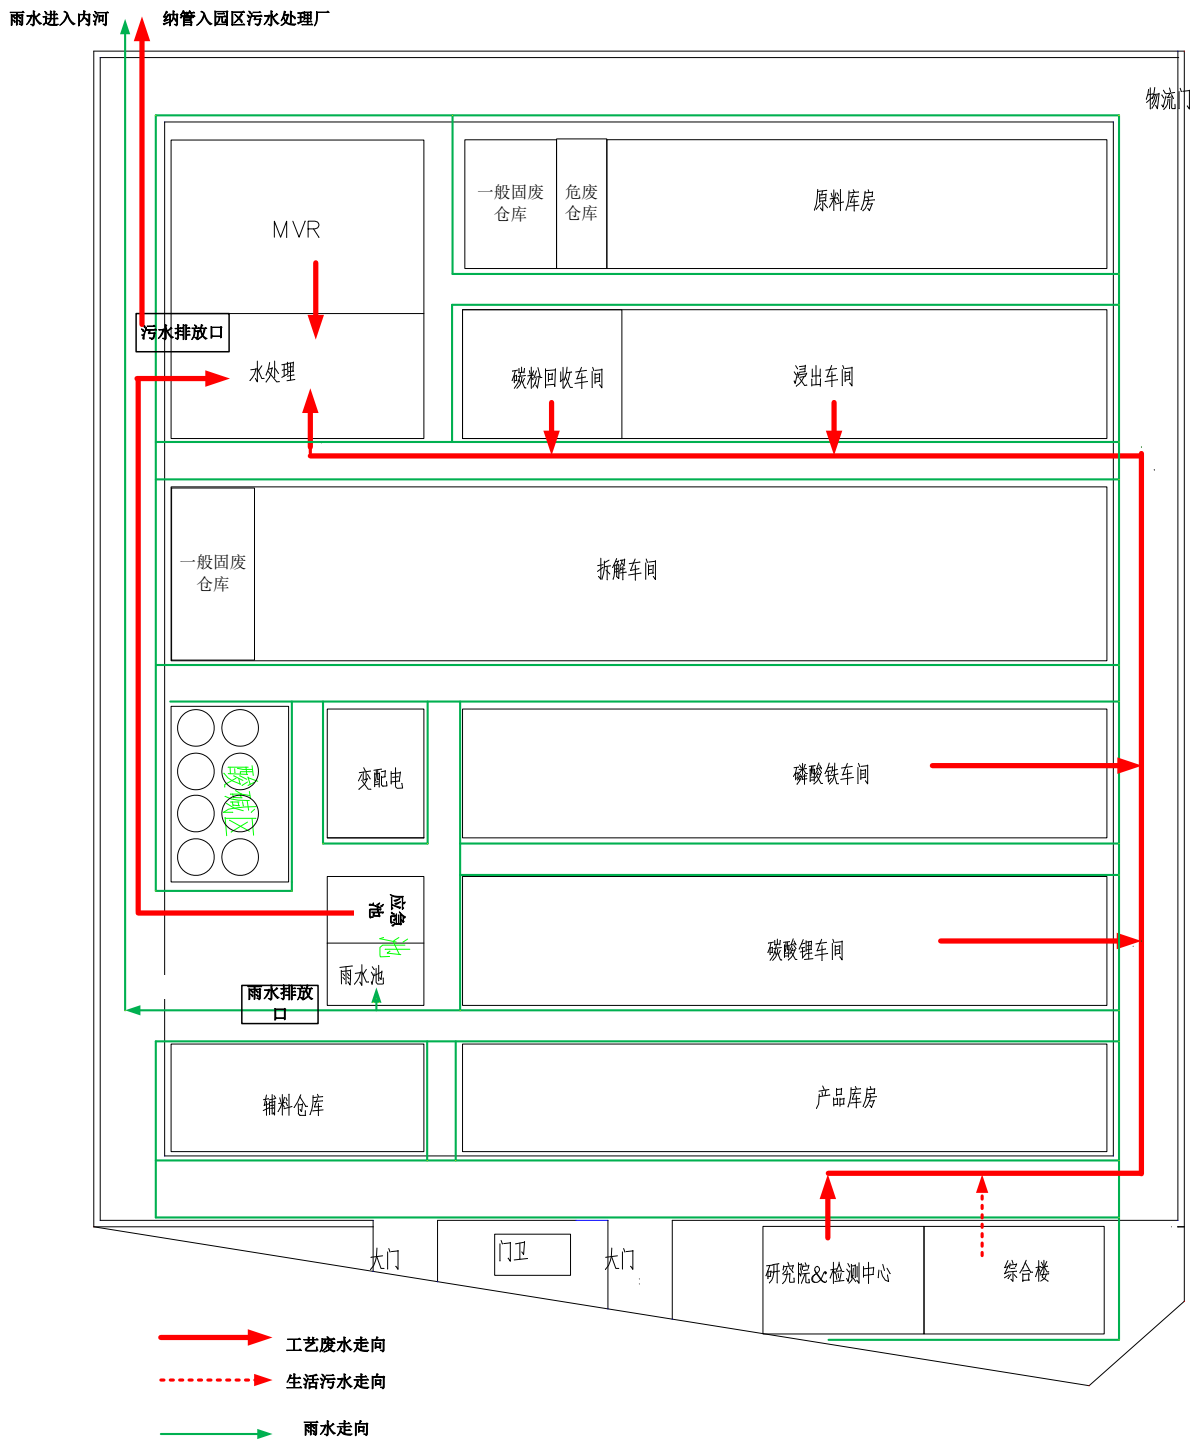 雨水进入内河
纳管入园区污水处理厂
物流门
MVR
一般固废
仓库
危废
仓库
原料库房
污水排放口
水处理
碳粉回收车间
浸出车间
一般固废
仓库
拆解车间
酸碱区
变配电
磷酸铁车间
应急
池
池
雨水池
碳酸锂车间
雨水排放
口
辅料仓库
产品库房
大门
门卫
大门
研究院&检测中心
综合楼
工艺废水走向
生活污水走向
雨水走向